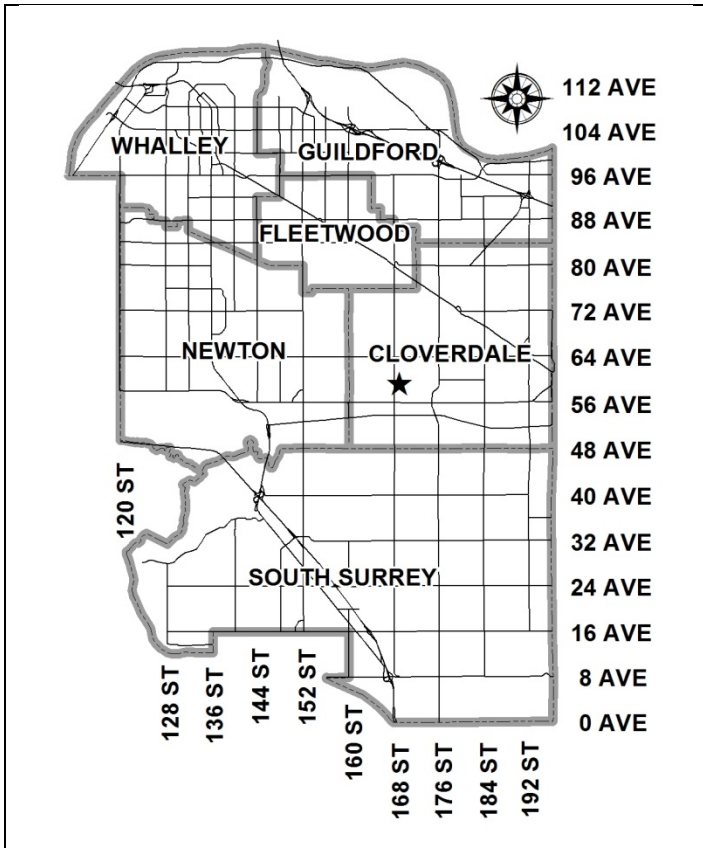 112 AVE
104 AVE
WHALLEY
GUILDFORD
96 AVE
88 AVE
FLEETWOOD
80 AVE
72 AVE
NEWTON
CLOVERDALE
64 AVE
56 AVE
48 AVE
120 ST
40 AVE
32 AVE
SOUTH SURREY
24 AVE
16 AVE
8 AVE
0 AVE
128 ST
136 ST
144 ST
152 ST
160 ST
168 ST
176 ST
184 ST
192 ST